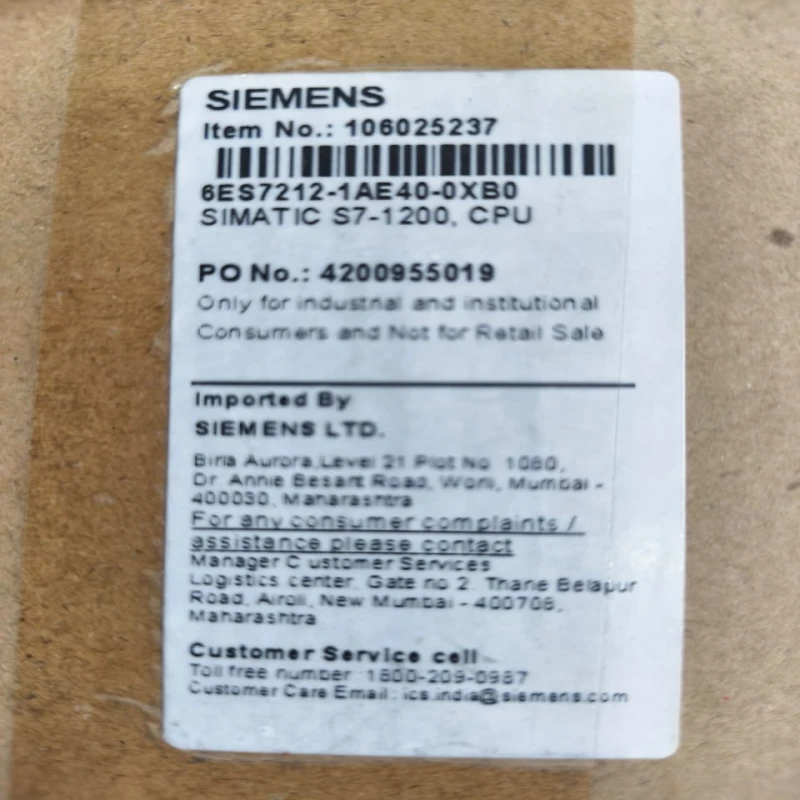 SIEMENS
Item No.: 106025237
6ES7212-1AE40-0XB0
SIMATIC S7-1200, CPU
PO No.: 4200955019
Only for industrial and institutional
Consumers and Not for Retail Sale
Imported By
SIEMENS LTD.
Birla Aurora,Level 21 Plot No. 1080,
Dr. Annie Besant Road, Worli, Mumbai -
400030, Maharashtra
For any consumer complaints /
assistance please contact
Manager Customer Services
Logistics center, Gate no 2. Thane Belapur
Road, Airoli, New Mumbai - 400708,
Maharashtra
Customer Service cell
Toll free number: 1800-209-0987
Customer Care Email: ics.india@siemens.com